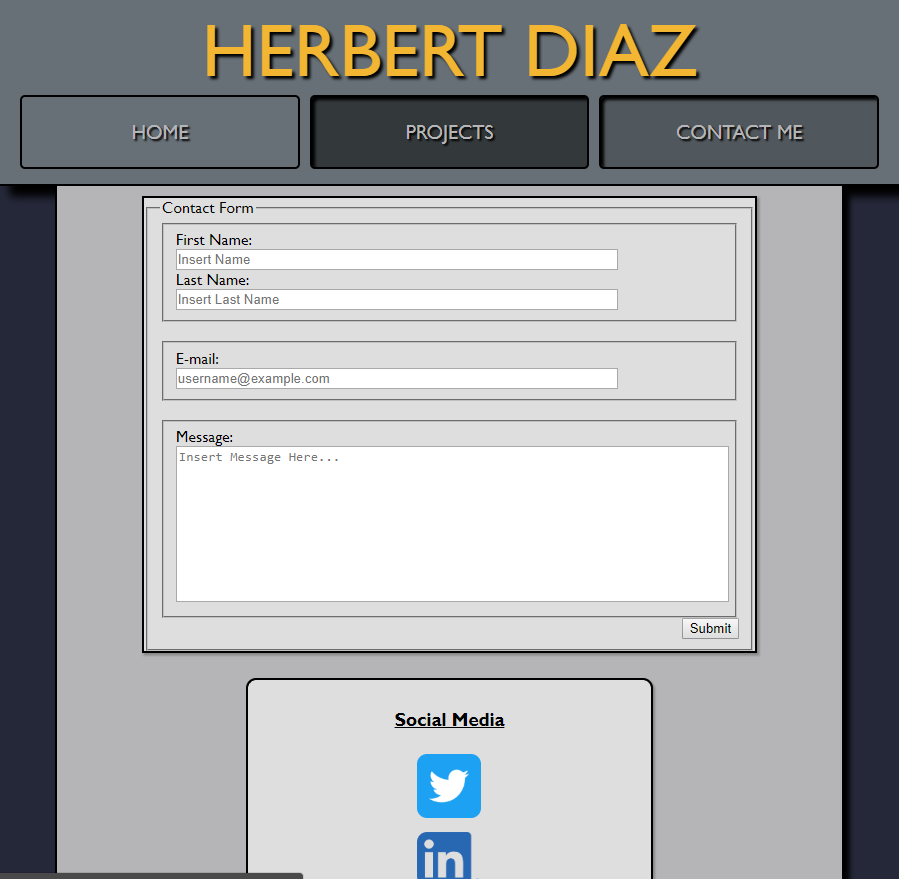 HERBERT DIAZ
HOME PROJECTS CONTACT ME
Contact Form
First Name:
Insert Name
Last Name:
Insert Last Name
E-mail:
username@example.com
Message:
Insert Message Here...
Submit
Social Media
in